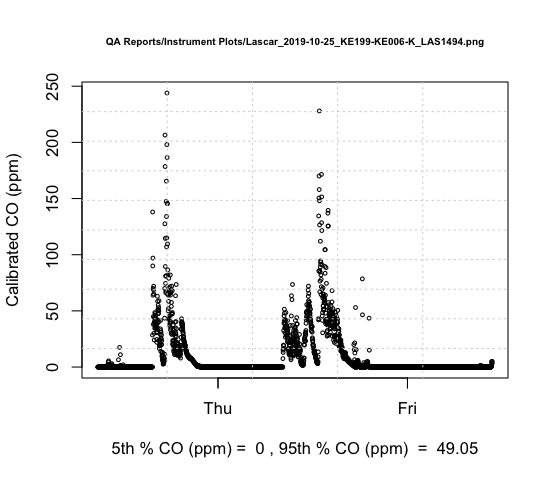 QA Reports/Instrument Plots/Lascar_2019-10-25_KE199-KE006-K_LAS1494.png
250
200
150
100
50
0
Calibrated CO (ppm)
Thu Fri
5th % CO (ppm) = 0 , 95th % CO (ppm) = 49.05